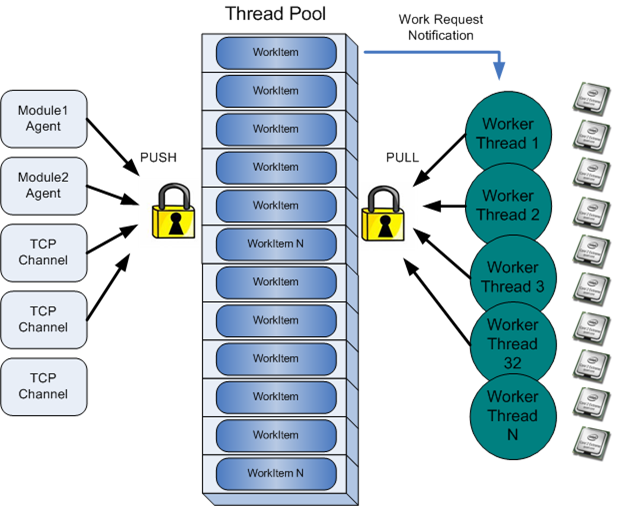 Thread Pool
Work Request
Notification
Module1
Agent
Module2
Agent
TCP
Channel
TCP
Channel
TCP
Channel
PUSH
WorkItem
WorkItem
WorkItem
WorkItem
WorkItem
WorkItem N
WorkItem
WorkItem
WorkItem
WorkItem
WorkItem
WorkItem N
PULL
Worker
Thread 1
Worker
Thread 2
Worker
Thread 3
Worker
Thread
32
Worker
Thread
N